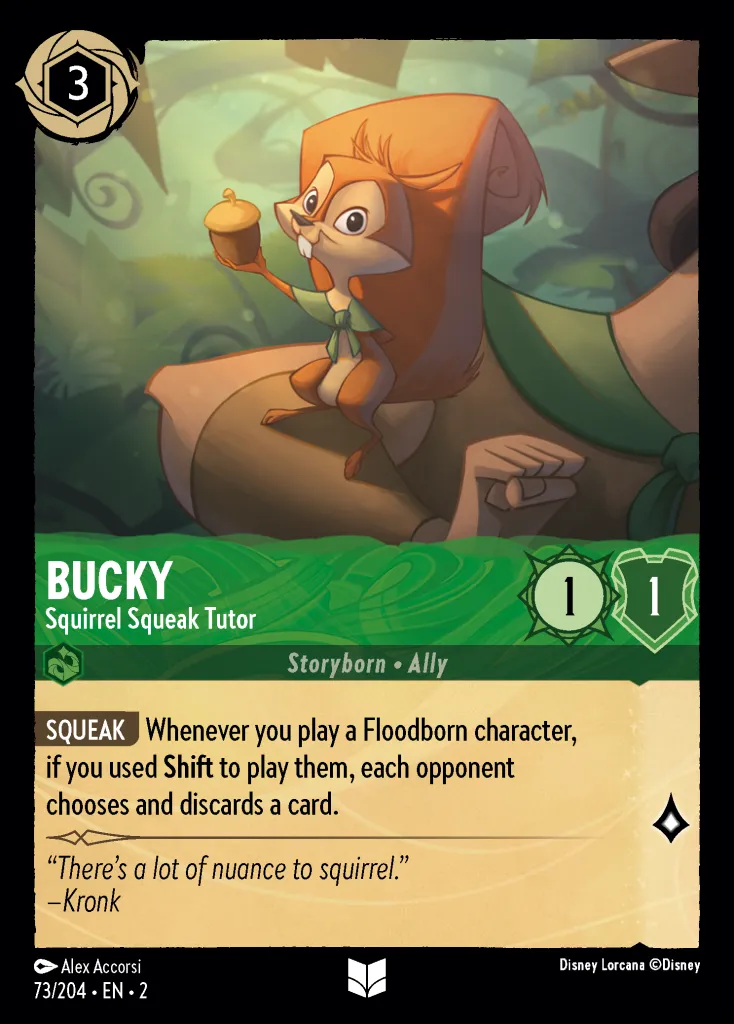 3
BUCKY
Squirrel Squeak Tutor
1
1
Storyborn • Ally
SQUEAK Whenever you play a Floodborn character,
if you used Shift to play them, each opponent
chooses and discards a card.
“There’s a lot of nuance to squirrel.”
–Kronk
Alex Accorsi
Disney Lorcana ©Disney
73/204 • EN • 2